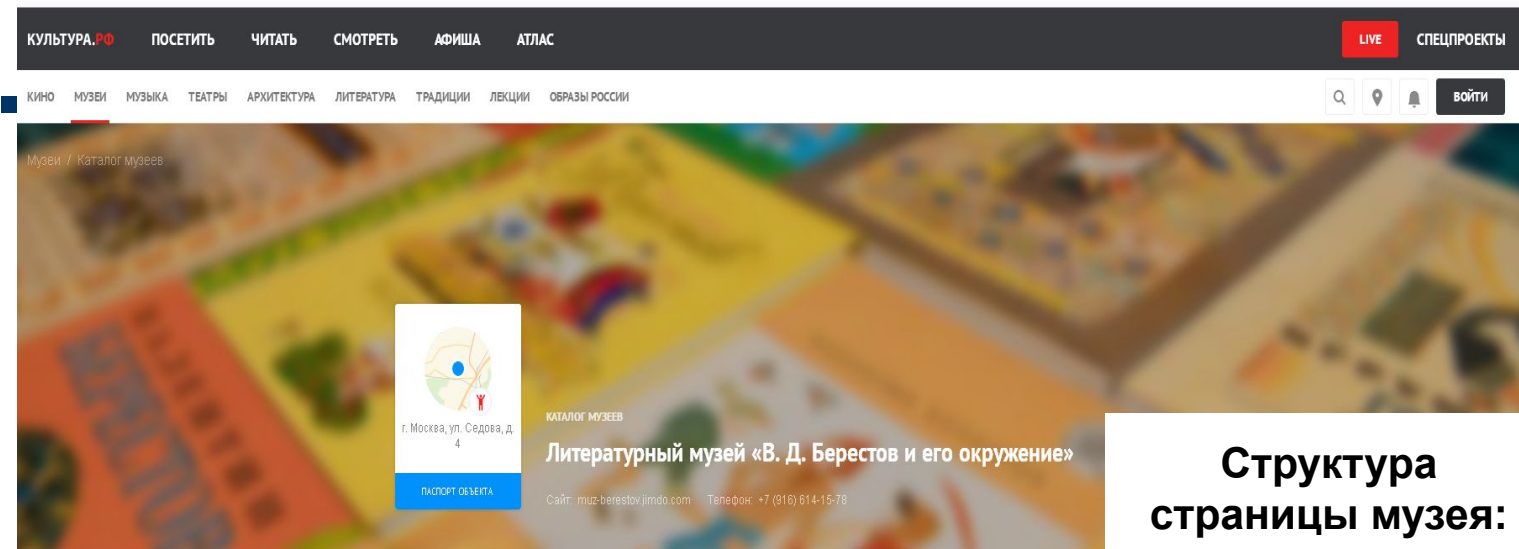 КУЛЬТУРА.РФ ПОСЕТИТЬ ЧИТАТЬ СМОТРЕТЬ АФИША АТЛАС LIVE СПЕЦПРОЕКТЫ
КИНО МУЗЕИ МУЗЫКА ТЕАТРЫ АРХИТЕКТУРА ЛИТЕРАТУРА ТРАДИЦИИ ЛЕКЦИИ ОБРАЗЫ РОССИИ ВОЙТИ
Музеи / Каталог музеев
ВАЛЕНТИН
БЕРЕСТОВ
г. Москва, ул. Седова, д.
4
ПАСПОРТ ОБЪЕКТА
КАТАЛОГ МУЗЕЕВ
Литературный музей «В. Д. Берестов и его окружение»
Сайт: muz-berestov.jimdo.com Телефон: +7 (916) 614-15-78
Структура
страницы музея: